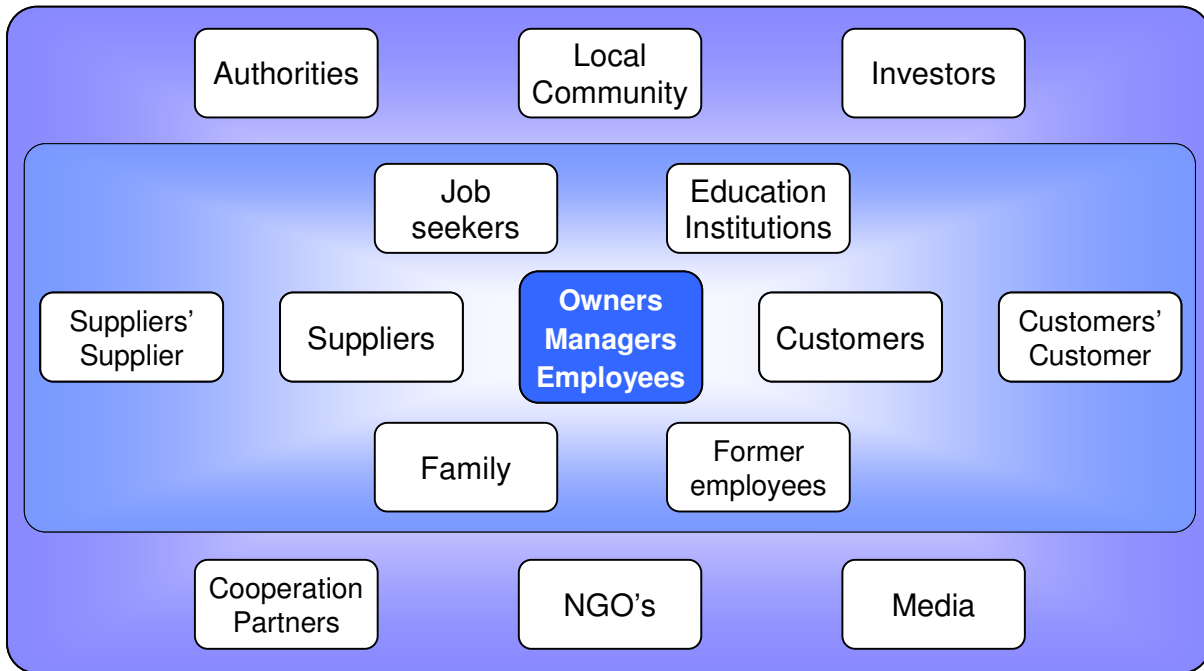 Authorities
Local
Community
Investors
Job
seekers
Education
Institutions
Suppliers’
Supplier
Suppliers
Owners
Managers
Employees
Customers
Customers’
Customer
Family
Former
employees
Cooperation
Partners
NGO’s
Media